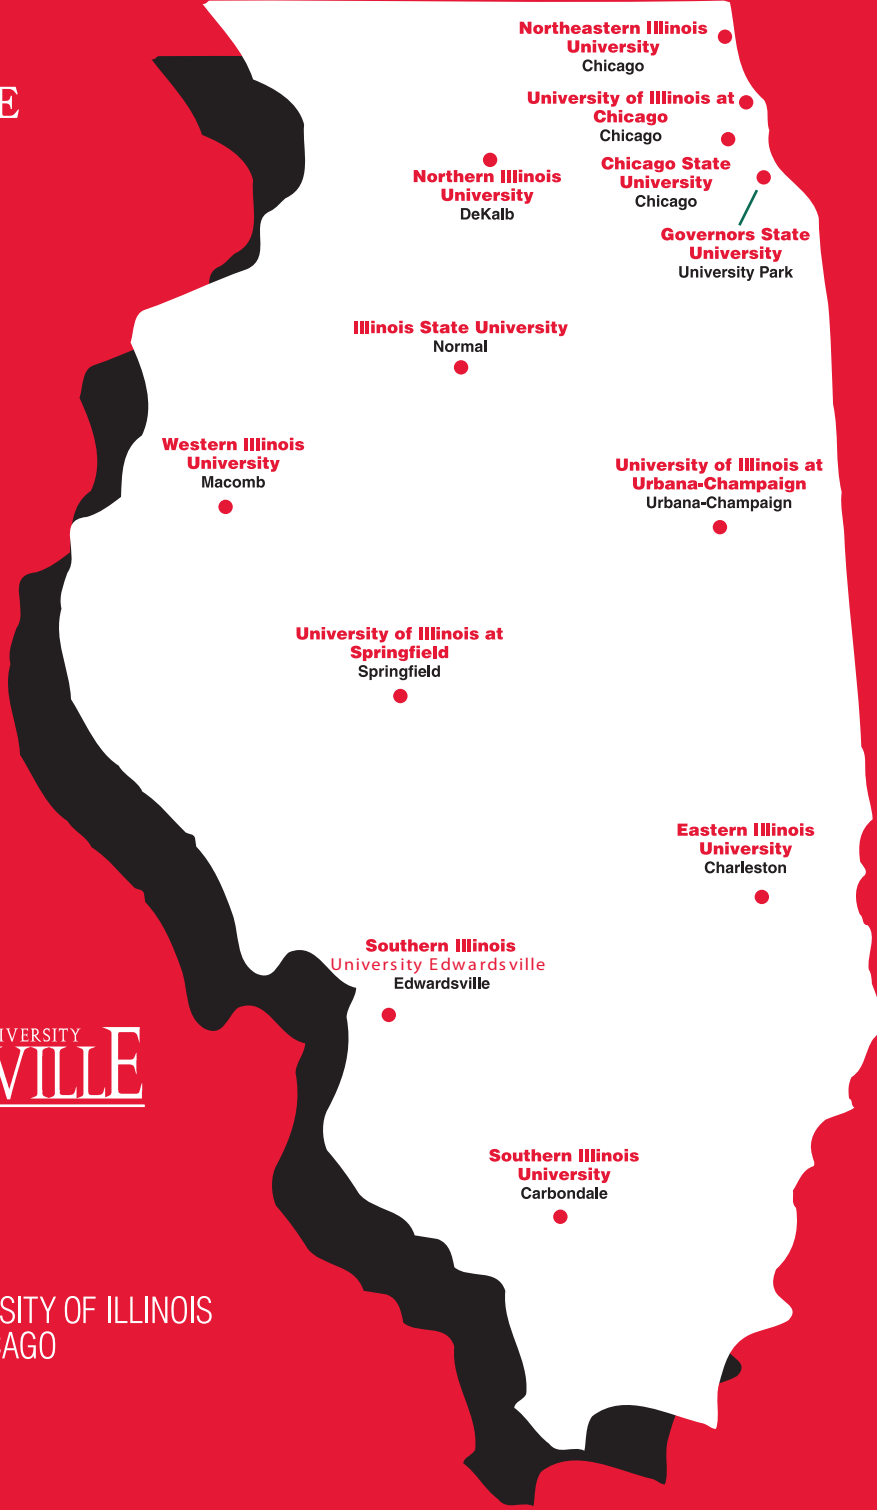 Northeastern Illinois
University
Chicago
E
University of Illinois at
Chicago
Chicago
Chicago State
University
Chicago
Northern Illinois
University
DeKalb
Governors State
University
University Park
Illinois State University
Normal
Western Illinois
University
Macomb
University of Illinois at
Urbana-Champaign
Urbana-Champaign
University of Illinois at
Springfield
Springfield
Eastern Illinois
University
Charleston
Southern Illinois
University Edwardsville
Edwardsville
IVERSITY
VILLE
Southern Illinois
University
Carbondale
SITY OF ILLINOIS
CAGO